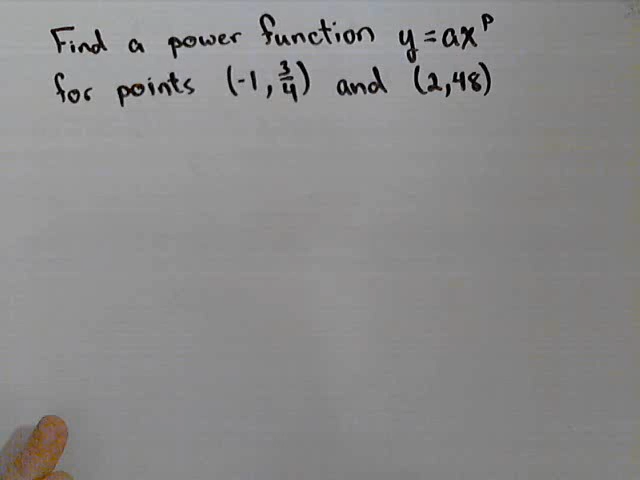 Find a power function y=ax^p
for points (-1, 3/4) and (2,48)